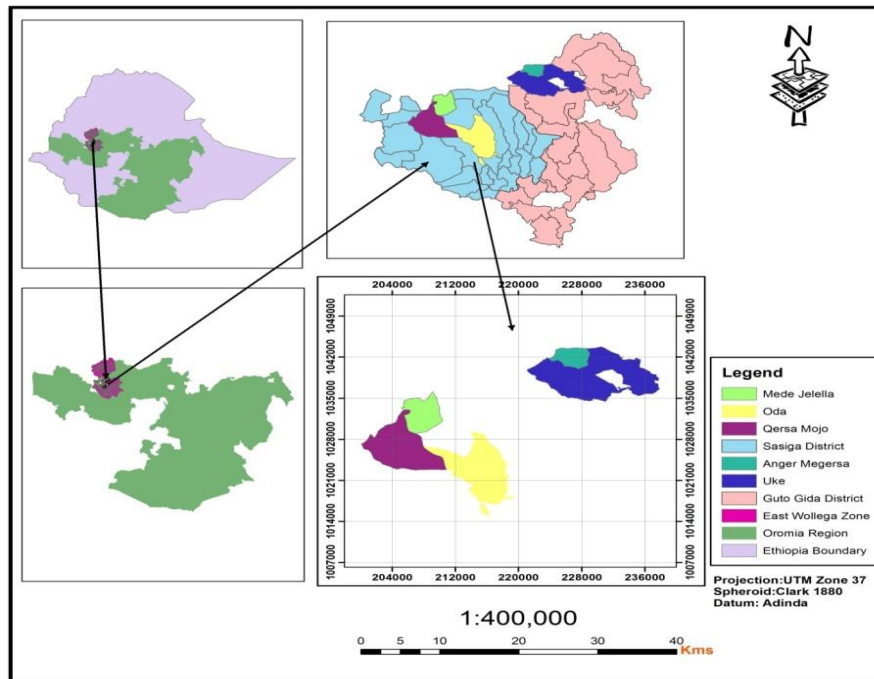 N
204000 212000 220000 228000 236000
1049000 1049000
1042000 1042000
1035000 1035000
1028000 1028000
1021000 1021000
1014000 1014000
1007000 1007000
204000 212000 220000 228000 236000
Legend
Mede Jelella
Oda
Qersa Mojo
Sasiga District
Anger Megersa
Uke
Guto Gida District
East Wollega Zone
Oromia Region
Ethiopia Boundary
Projection:UTM Zone 37
Spheroid:Clark 1880
Datum: Adinda
1:400,000
0 5 10 20 30 40
Kms